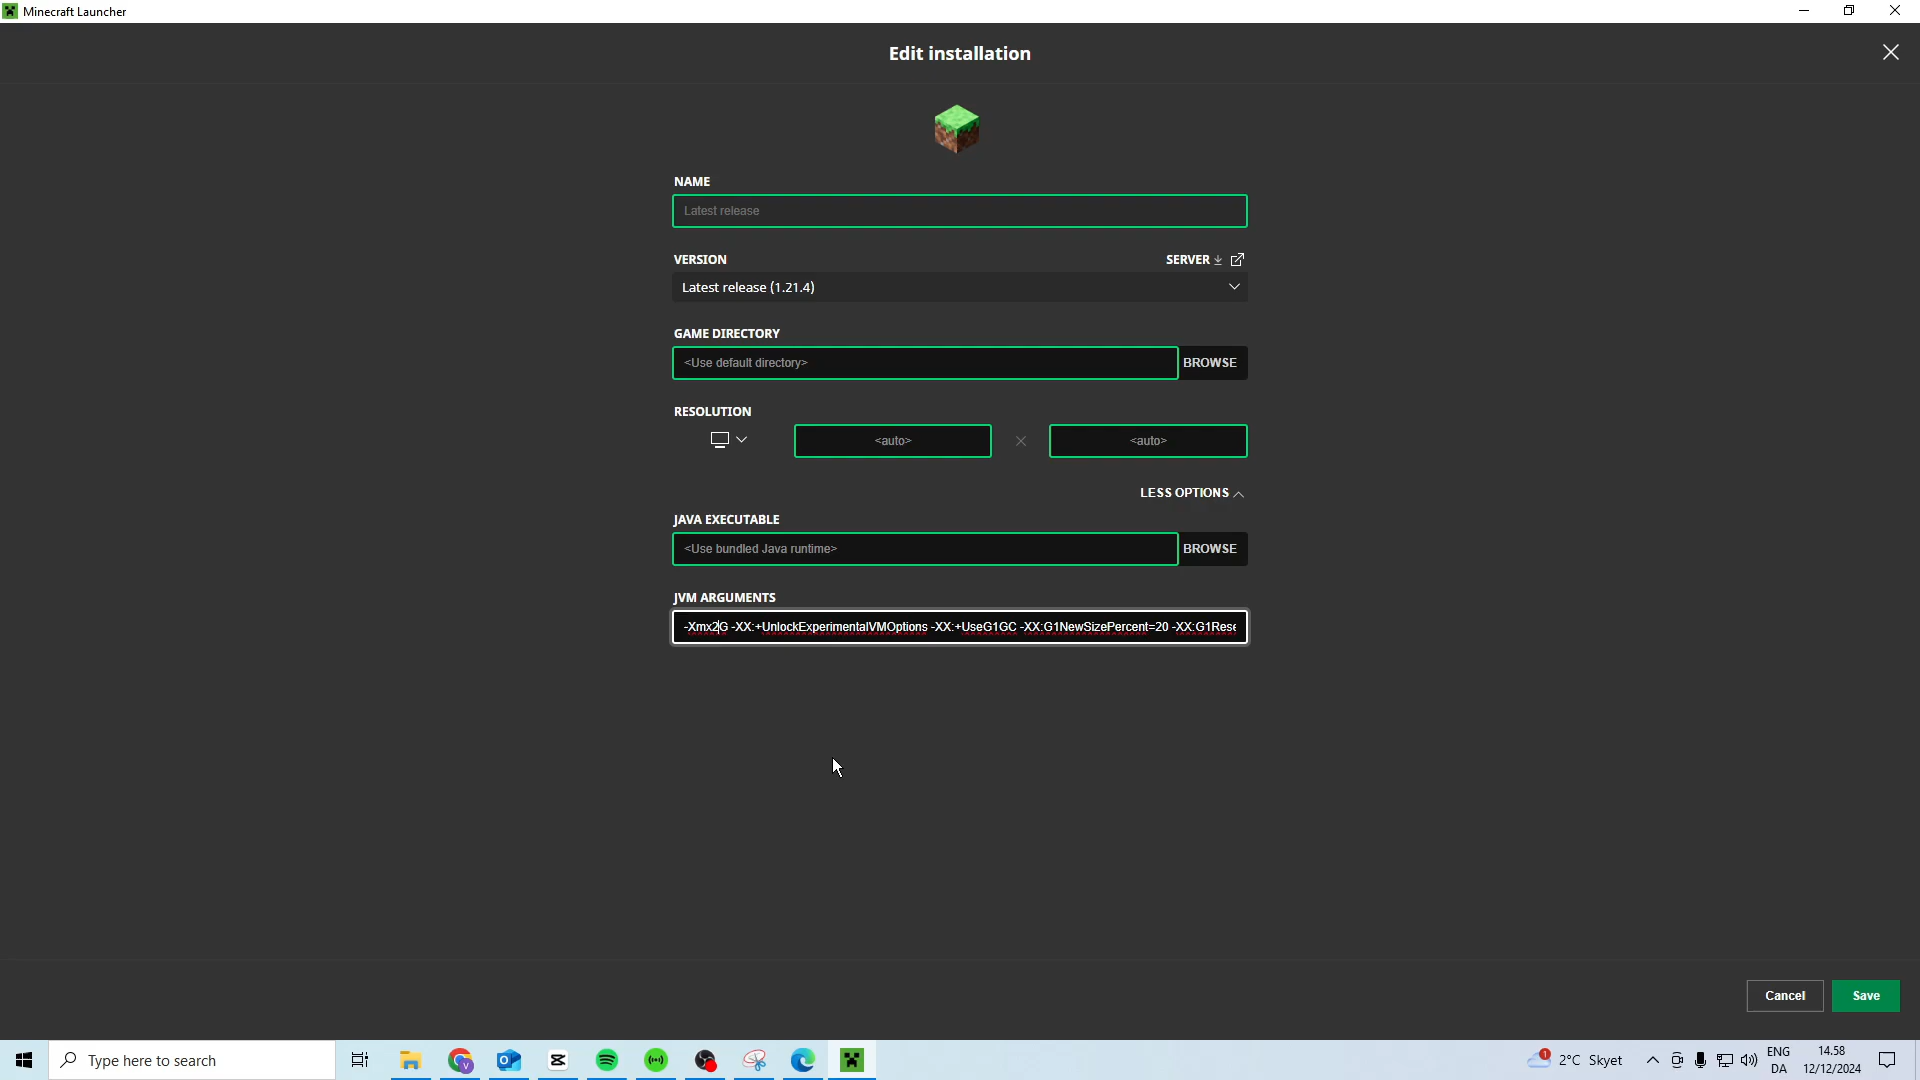 Minecraft Launcher
Edit installation
NAME
Latest release
VERSION
SERVER
Latest release (1.21.4)
GAME DIRECTORY
<Use default directory>
BROWSE
RESOLUTION
<auto>
<auto>
LESS OPTIONS
JAVA EXECUTABLE
<Use bundled Java runtime>
BROWSE
JVM ARGUMENTS
-Xmx2G -XX:+UnlockExperimentalVMOptions -XX:+UseG1GC -XX:G1NewSizePercent=20 -XX:G1Rese
Cancel
Save
Type here to search
1
2°C Skyet
ENG
DA
14.58
12/12/2024